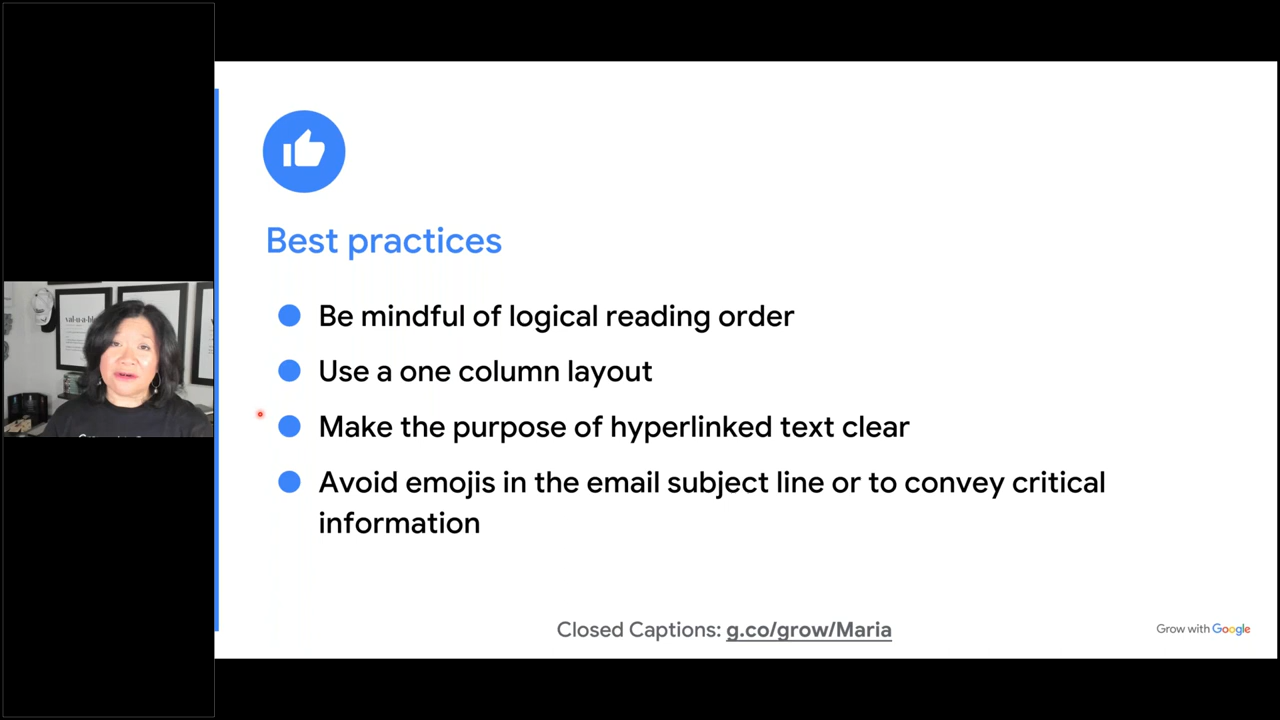 Best practices
Be mindful of logical reading order
Use a one column layout
Make the purpose of hyperlinked text clear
Avoid emojis in the email subject line or to convey critical
information
Closed Captions: g.co/grow/Maria
Grow with Google